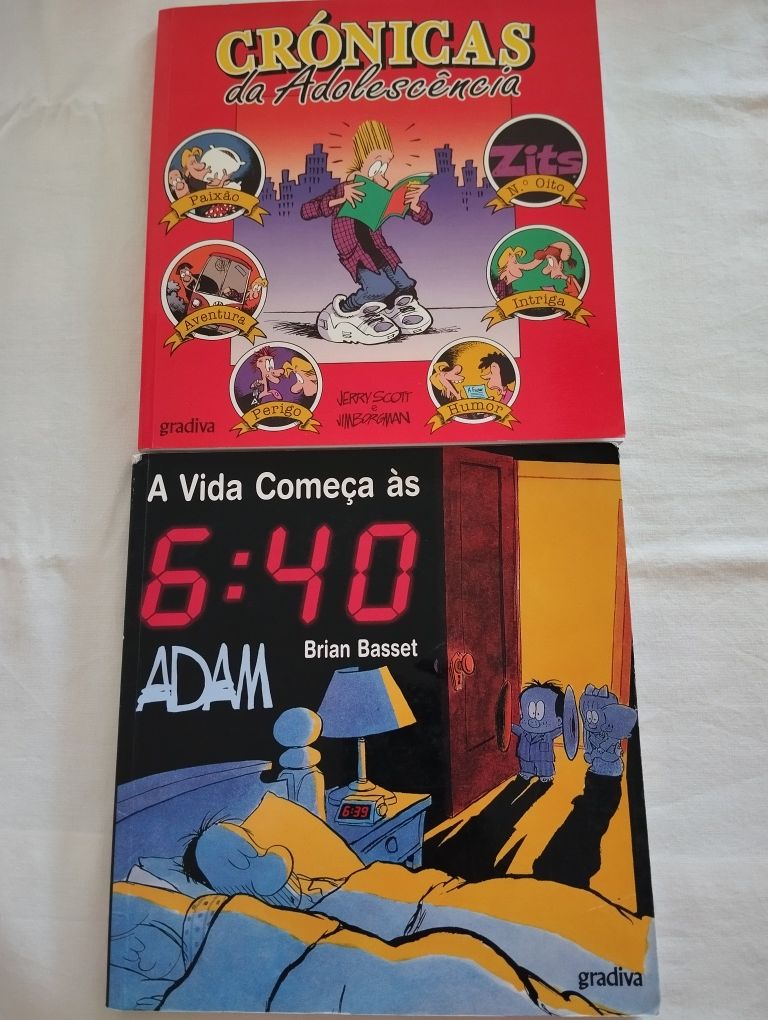 CRÓNICAS
da Adolescência
Paixão
Zits
N.º Oito
Aventura
Intriga
Perigo
Humor
JERRY SCOTT
e
JIM BORGMAN
gradiva
A Vida Começa às
6:40
ADAM
Brian Basset
6:39
gradiva